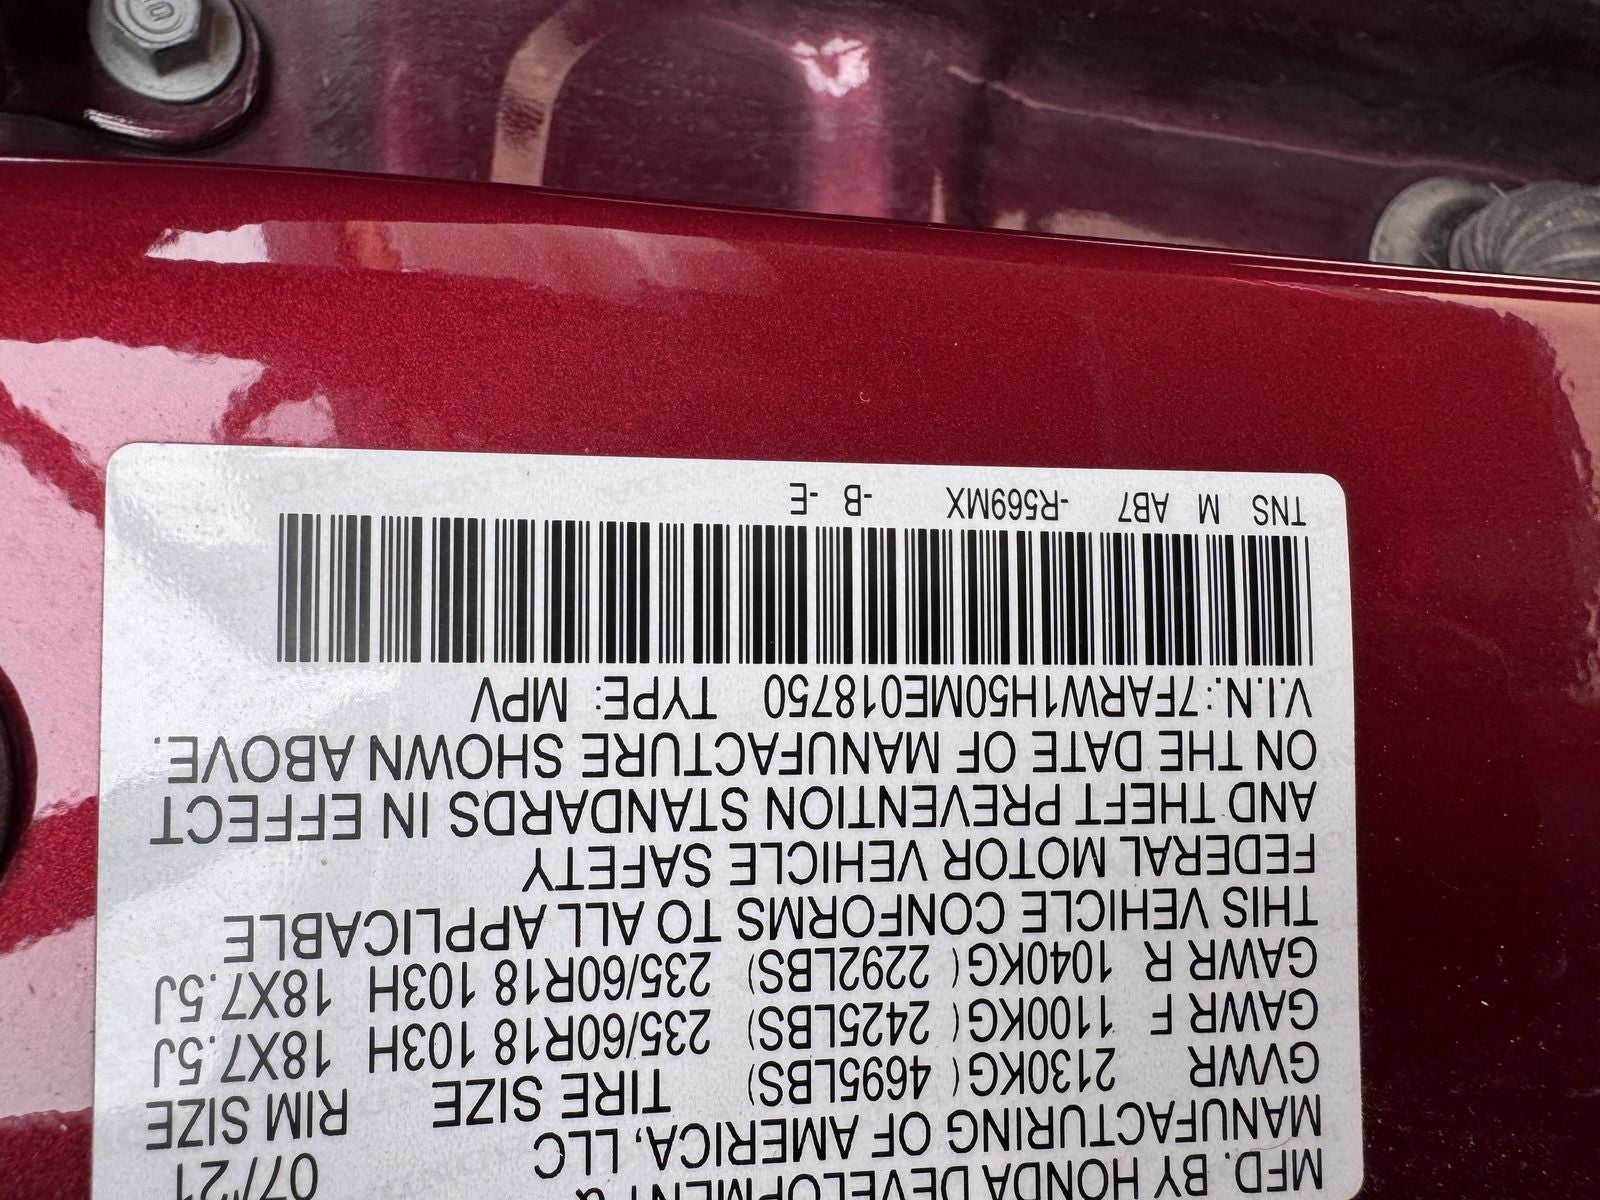 MFD. BY HONDA DEVELOPMENT &
07/'21
MANUFACTURING OF AMERICA, LLC
GVWR 2130KG( 4695LBS) TIRE SIZE RIM SIZE
GAWR F 1100KG( 2425LBS) 235/60R18 103H 18X7.5J
GAWR R 1040KG( 2292LBS) 235/60R18 103H 18X7.5J
THIS VEHICLE CONFORMS TO ALL APPLICABLE
FEDERAL MOTOR VEHICLE SAFETY
AND THEFT PREVENTION STANDARDS IN EFFECT
ON THE DATE OF MANUFACTURE SHOWN ABOVE.
V.I.N.:7FARW1H50ME018750 TYPE: MPV
TNS M AB7 -R569MX -B -E